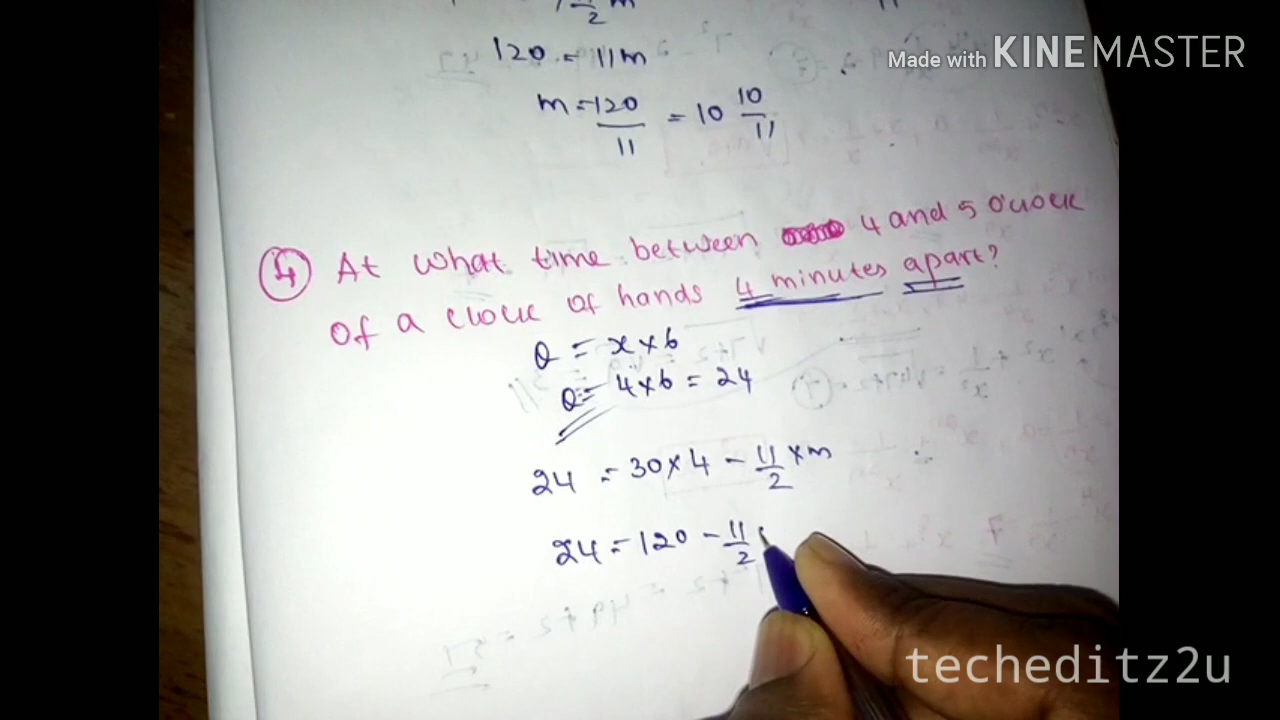 1/2 m
120 = 11m
Made with KINEMASTER
m = 120/11 = 10 10/11
4 At what time between 4 and 5 O'clock
of a clock of hands 4 minutes apart?
θ = x×6
θ = 4×6 = 24
24 = 30×4 - 11/2 × m
24 = 120 - 11/2
techeditz2u